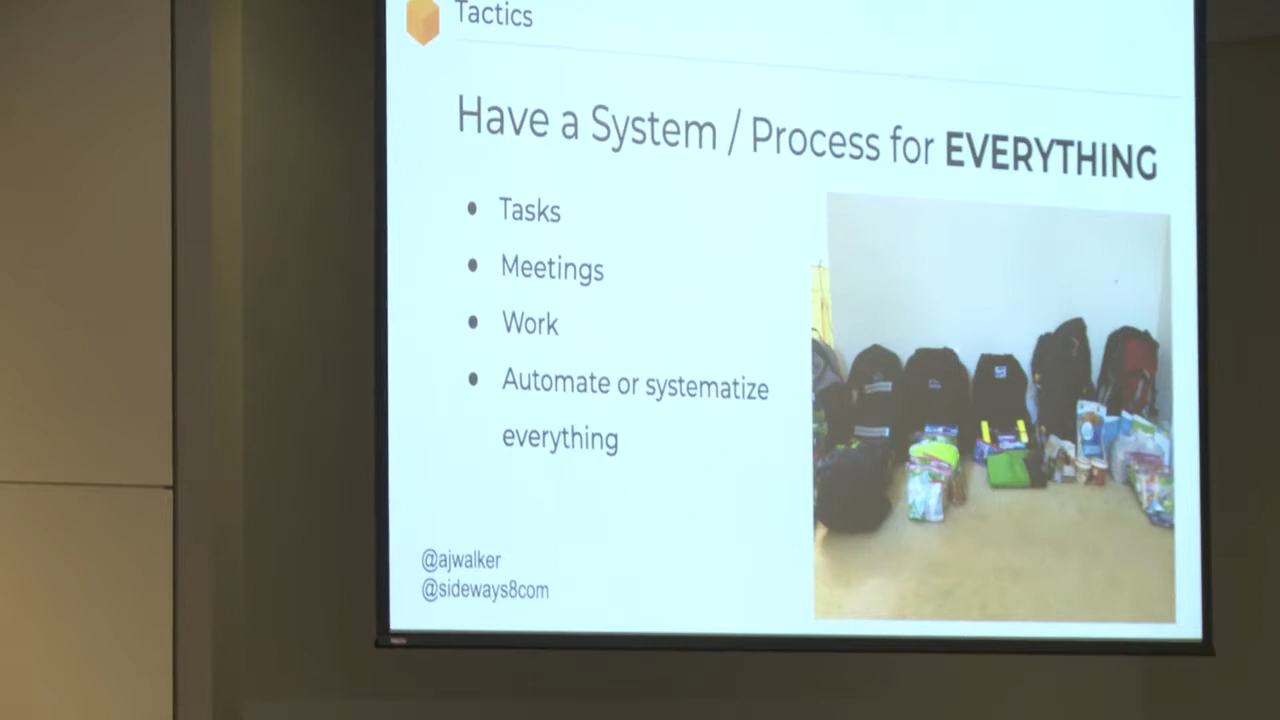 Tactics
Have a System / Process for EVERYTHING
Tasks
Meetings
Work
Automate or systematize
everything
@ajwalker
@sideways8com